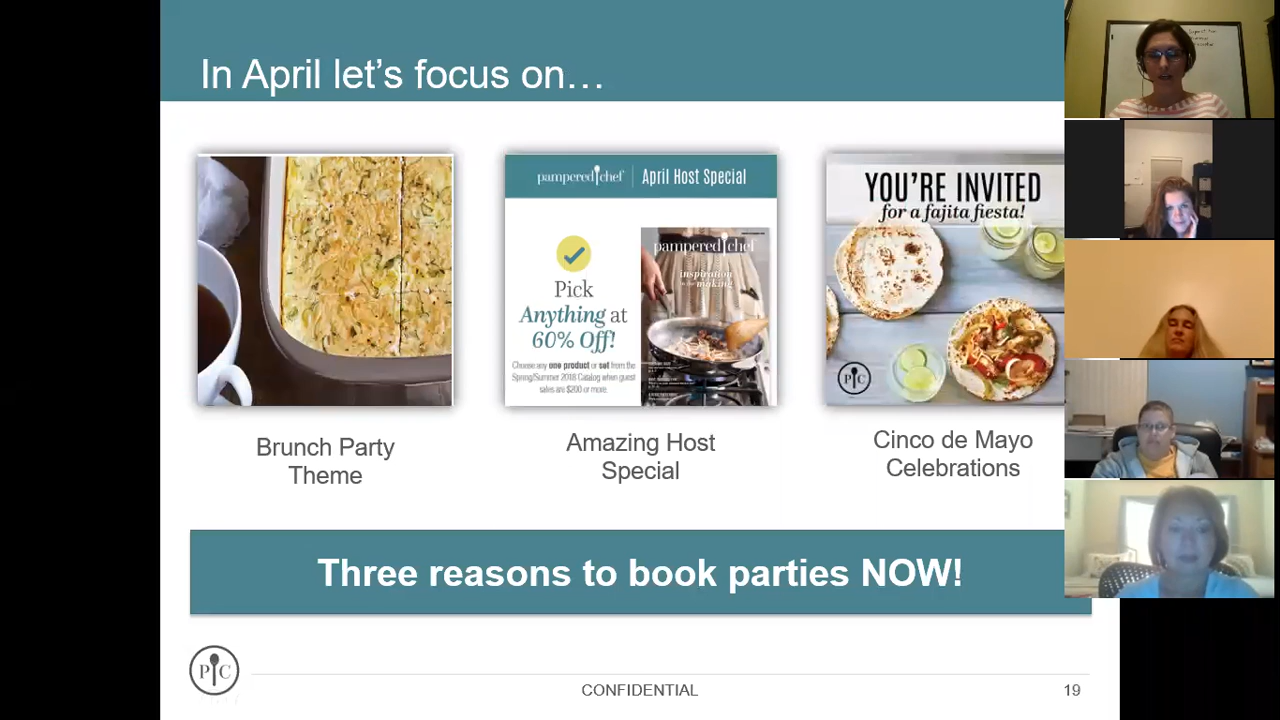 In April let's focus on…
pampered chef | April Host Special
Pick
Anything at
60% Off!
Choose any one product or set from the
Spring/Summer 2018 Catalog when guest
sales are $200 or more.
pampered chef
inspiration
in the making
YOU'RE INVITED
for a fajita fiesta!
P C
Brunch Party
Theme
Amazing Host
Special
Cinco de Mayo
Celebrations
Three reasons to book parties NOW!
P C
CONFIDENTIAL
19